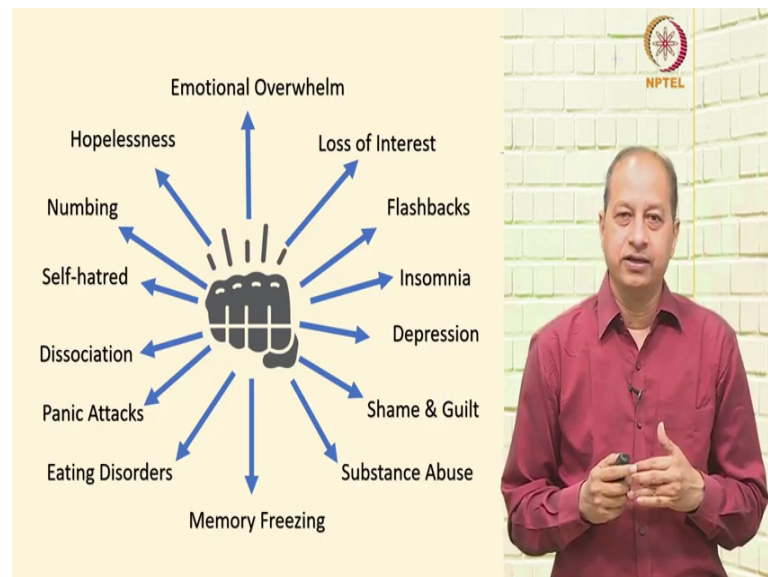 NPTEL
Emotional Overwhelm
Hopelessness
Loss of Interest
Numbing
Flashbacks
Self-hatred
Insomnia
Depression
Dissociation
Panic Attacks
Shame & Guilt
Eating Disorders
Substance Abuse
Memory Freezing